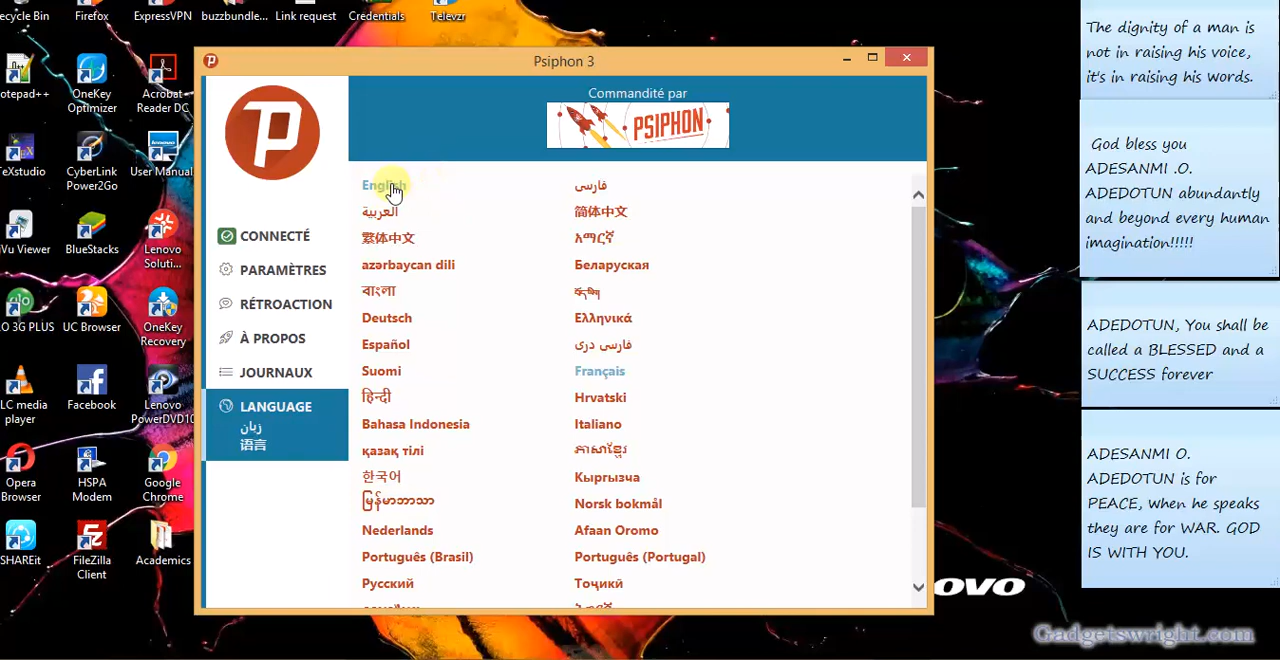 ecycle Bin
Firefox
ExpressVPN
buzzbundle...
Link request
Credentials
Televzr
otepad++
OneKey
Optimizer
Acrobat
Reader DC
TeXstudio
CyberLink
Power2Go
User Manual
jVu Viewer
BlueStacks
Lenovo
Soluti...
LO 3G PLUS
UC Browser
OneKey
Recovery
LC media
player
Facebook
Lenovo
PowerDVD10
Opera
Browser
HSPA
Modem
Google
Chrome
SHAREit
FileZilla
Client
Academics
Psiphon 3
Commandité par
PSIPHON
CONNECTÉ
PARAMÈTRES
RÉTROACTION
À PROPOS
JOURNAUX
LANGUAGE
زبان
语言
English
فارسی
العربية
简体中文
繁体中文
አማርኛ
azərbaycan dili
Беларуская
বাংলা
བོད་སྐད
Deutsch
Ελληνικά
Español
فارسی دری
Suomi
Français
हिन्दी
Hrvatski
Bahasa Indonesia
Italiano
қазақ тілі
ភាសាខ្មែរ
한국어
Кыргызча
မြန်မာဘာသာ
Norsk bokmål
Nederlands
Afaan Oromo
Português (Brasil)
Português (Portugal)
Русский
Тоҷикӣ
The dignity of a man is
not in raising his voice,
it's in raising his words.
God bless you
ADESANMI .O.
ADEDOTUN abundantly
and beyond every human
imagination!!!!!
ADEDOTUN, You shall be
called a BLESSED and a
SUCCESS forever
ADESANMI O.
ADEDOTUN is for
PEACE, when he speaks
they are for WAR. GOD
IS WITH YOU.
OVO
Gadgetswright.com